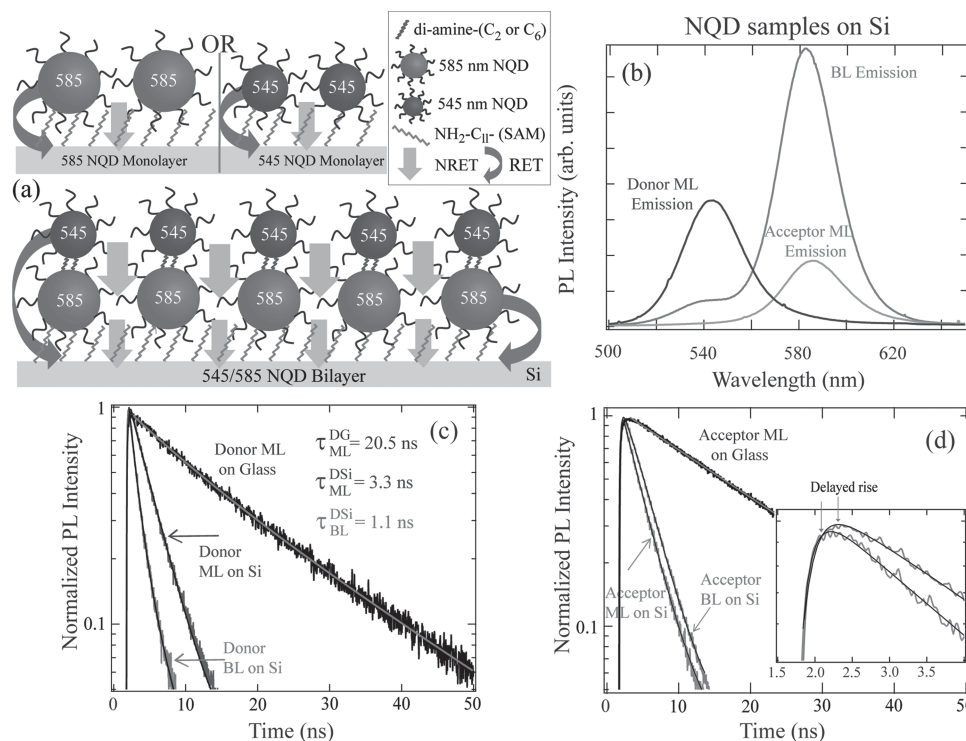 585
585
OR
545
545
585 NQD Monolayer
545 NQD Monolayer
di-amine-(C₂ or C₆)
585 nm NQD
545 nm NQD
NH₂-C₁₁- (SAM)
NRET
RET
(a)
545
545
545
545
545
585
585
585
585
585
545/585 NQD Bilayer
Si
NQD samples on Si
(b)
BL Emission
Donor ML
Emission
Acceptor ML
Emission
PL Intensity (arb. units)
500
540
580
620
Wavelength (nm)
(c)
Donor ML
on Glass
τ_ML^DG = 20.5 ns
τ_ML^DSi = 3.3 ns
τ_BL^DSi = 1.1 ns
Donor
ML on Si
Donor
BL on Si
Normalized PL Intensity
1
0.1
0
10
20
30
40
50
Time (ns)
(d)
Acceptor ML
on Glass
Delayed rise
Acceptor
ML on Si
Acceptor
BL on Si
1.5
2.0
2.5
3.0
3.5
Normalized PL Intensity
1
0.1
0
10
20
30
40
50
Time (ns)